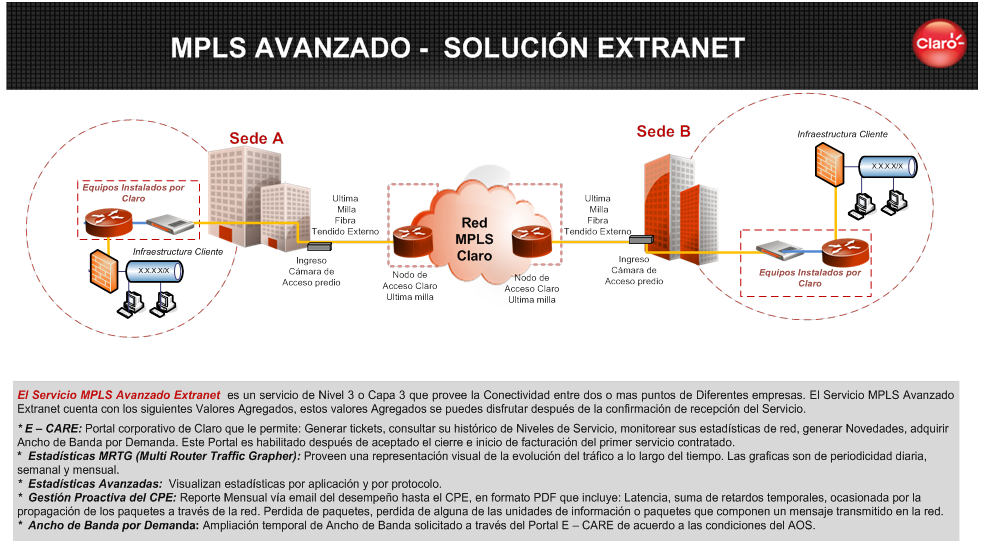 MPLS AVANZADO - SOLUCIÓN EXTRANET
Claro
Sede A
Sede B
Infraestructura Cliente
X.X.X.X/X
Equipos Instalados por
Claro
Ultima
Milla
Fibra
Tendido Externo
Red
MPLS
Claro
Ultima
Milla
Fibra
Tendido Externo
Infraestructura Cliente
X.X.X.X/X
Ingreso
Cámara de
Acceso predio
Nodo de
Acceso Claro
Ultima milla
Nodo de
Acceso Claro
Ultima milla
Ingreso
Cámara de
Acceso predio
Equipos Instalados por
Claro
El Servicio MPLS Avanzado Extranet es un servicio de Nivel 3 o Capa 3 que provee la Conectividad entre dos o mas puntos de Diferentes empresas. El Servicio MPLS Avanzado
Extranet cuenta con los siguientes Valores Agregados, estos valores Agregados se puedes disfrutar después de la confirmación de recepción del Servicio.
* E – CARE: Portal corporativo de Claro que le permite: Generar tickets, consultar su histórico de Niveles de Servicio, monitorear sus estadísticas de red, generar Novedades, adquirir
Ancho de Banda por Demanda. Este Portal es habilitado después de aceptado el cierre e inicio de facturación del primer servicio contratado.
* Estadísticas MRTG (Multi Router Traffic Grapher): Proveen una representación visual de la evolución del tráfico a lo largo del tiempo. Las graficas son de periodicidad diaria,
semanal y mensual.
* Estadísticas Avanzadas: Visualizan estadísticas por aplicación y por protocolo.
* Gestión Proactiva del CPE: Reporte Mensual vía email del desempeño hasta el CPE, en formato PDF que incluye: Latencia, suma de retardos temporales, ocasionada por la
propagación de los paquetes a través de la red. Perdida de paquetes, perdida de alguna de las unidades de información o paquetes que componen un mensaje transmitido en la red.
* Ancho de Banda por Demanda: Ampliación temporal de Ancho de Banda solicitado a través del Portal E – CARE de acuerdo a las condiciones del AOS.